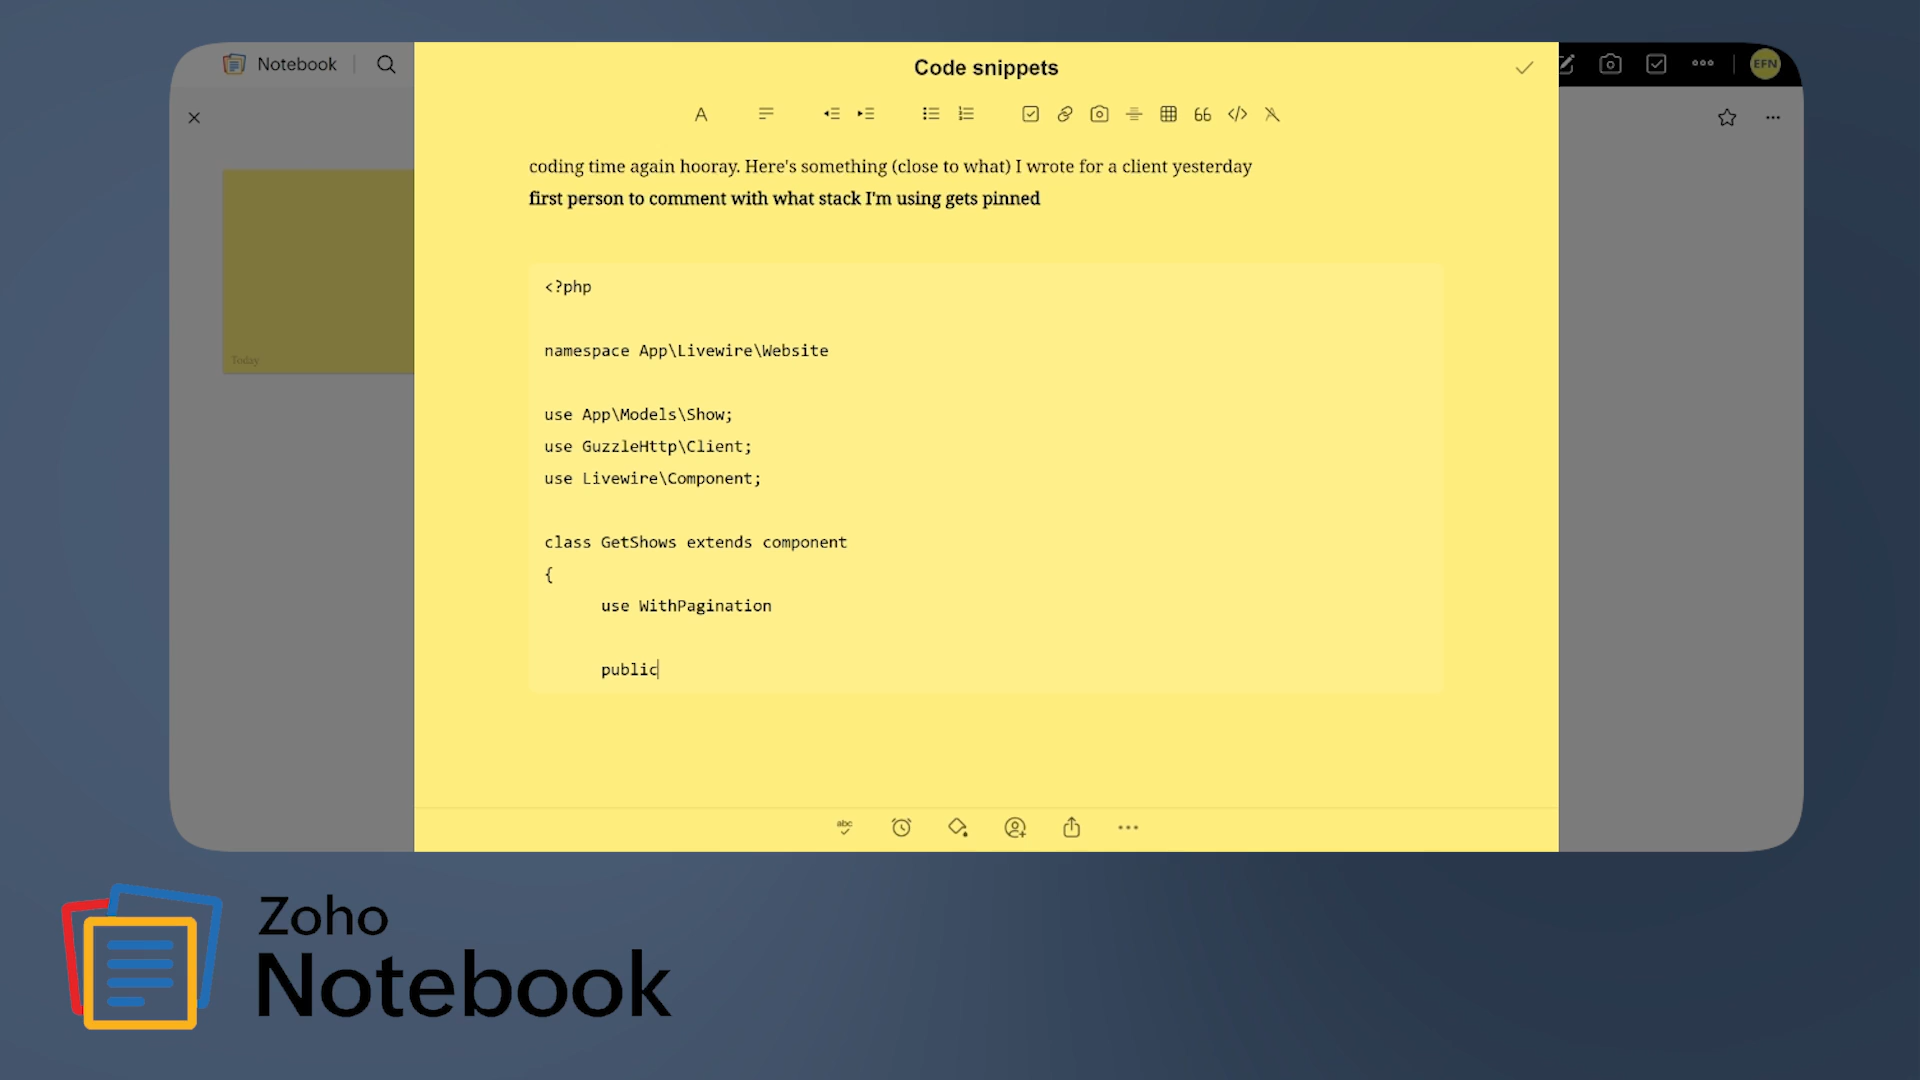 Notebook
Code snippets
EFN
A
66
</>
coding time again hooray. Here's something (close to what) I wrote for a client yesterday
first person to comment with what stack I'm using gets pinned
<?php
namespace App\Livewire\Website
use App\Models\Show;
use GuzzleHttp\Client;
use Livewire\Component;
class GetShows extends component
{
use WithPagination
public
Today
abc
Zoho
Notebook